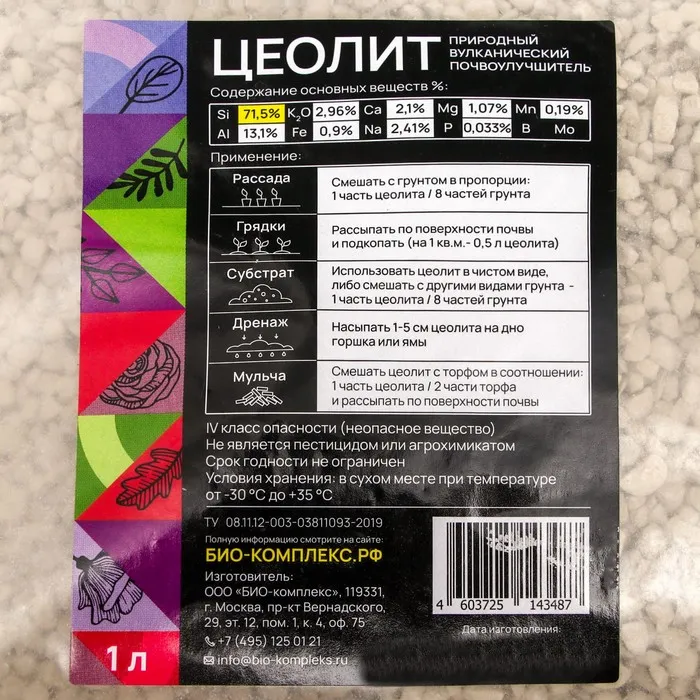 ЦЕОЛИТ
ПРИРОДНЫЙ
ВУЛКАНИЧЕСКИЙ
ПОЧВОУЛУЧШИТЕЛЬ
Содержание основных веществ %:
Si 71,5% K₂O 2,96% Ca 2,1% Mg 1,07% Mn 0,19%
Al 13,1% Fe 0,9% Na 2,41% P 0,033% B Mo
Применение:
Рассада
Смешать с грунтом в пропорции:
1 часть цеолита / 8 частей грунта
Грядки
Рассыпать по поверхности почвы
и подкопать (на 1 кв.м.- 0,5 л цеолита)
Субстрат
Использовать цеолит в чистом виде,
либо смешать с другими видами грунта -
1 часть цеолита / 8 частей грунта
Дренаж
Насыпать 1-5 см цеолита на дно
горшка или ямы
Мульча
Смешать цеолит с торфом в соотношении:
1 часть цеолита / 2 части торфа
и рассыпать по поверхности почвы
IV класс опасности (неопасное вещество)
Не является пестицидом или агрохимикатом
Срок годности не ограничен
Условия хранения: в сухом месте при температуре
от -30 °С до +35 °С
ТУ 08.11.12-003-03811093-2019
Полную информацию смотрите на сайте:
БИО-КОМПЛЕКС.РФ
Изготовитель:
ООО «БИО-комплекс», 119331,
г. Москва, пр-кт Вернадского,
29, эт. 12, пом. 1, к. 4, оф. 75
+7 (495) 125 01 21
info@bio-kompleks.ru
4 603725 143487
Дата изготовления:
1 л